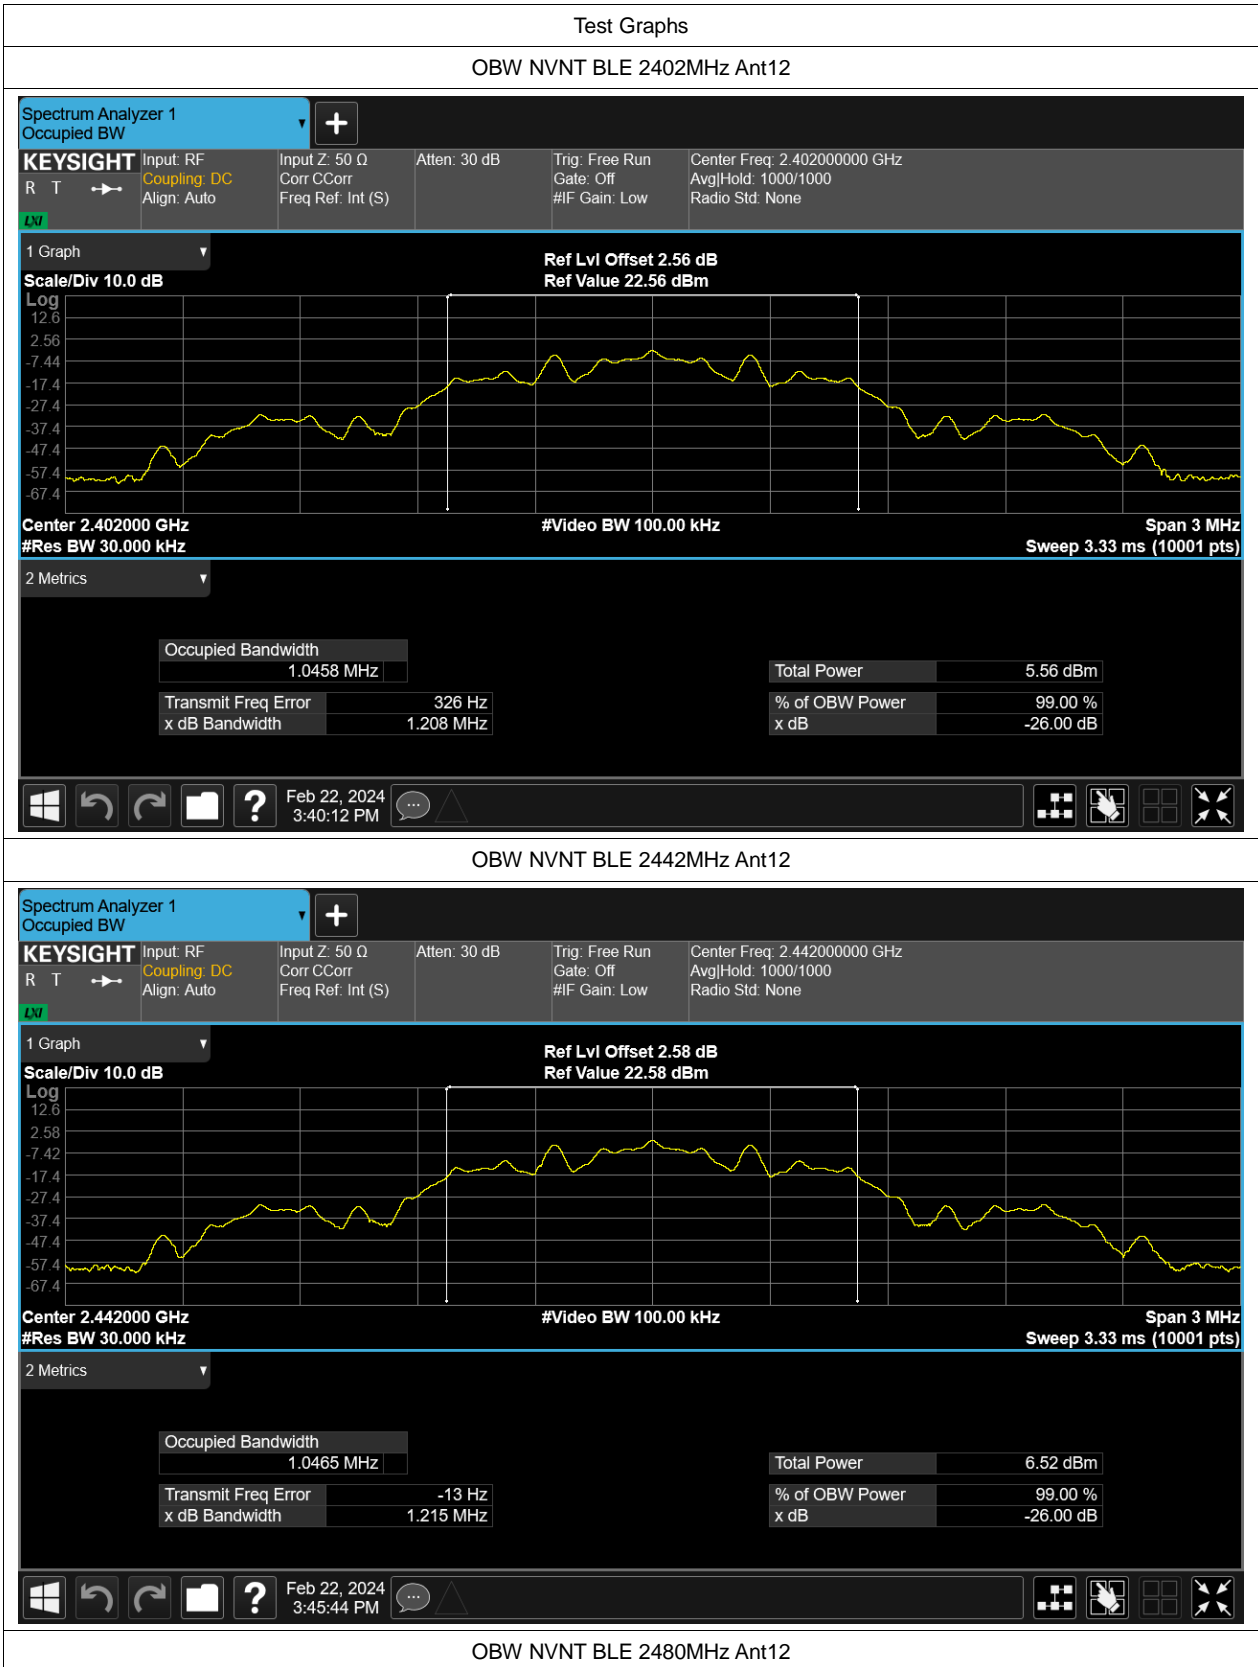 Test Graphs
OBW NVNT BLE 2402MHz Ant12
Spectrum Analyzer 1
Occupied BW
KEYSIGHT
R T
LXI
Input: RF
Coupling: DC
Align: Auto
Input Z: 50 Ω
Corr CCorr
Freq Ref: Int (S)
Atten: 30 dB
Trig: Free Run
Gate: Off
#IF Gain: Low
Center Freq: 2.402000000 GHz
Avg|Hold: 1000/1000
Radio Std: None
1 Graph
Scale/Div 10.0 dB
Ref Lvl Offset 2.56 dB
Ref Value 22.56 dBm
Log
12.6
2.56
-7.44
-17.4
-27.4
-37.4
-47.4
-57.4
-67.4
Center 2.402000 GHz
#Res BW 30.000 kHz
#Video BW 100.00 kHz
Span 3 MHz
Sweep 3.33 ms (10001 pts)
2 Metrics
Occupied Bandwidth
1.0458 MHz
Transmit Freq Error 326 Hz
x dB Bandwidth 1.208 MHz
Total Power 5.56 dBm
% of OBW Power 99.00 %
x dB -26.00 dB
Feb 22, 2024
3:40:12 PM
OBW NVNT BLE 2442MHz Ant12
Spectrum Analyzer 1
Occupied BW
KEYSIGHT
R T
LXI
Input: RF
Coupling: DC
Align: Auto
Input Z: 50 Ω
Corr CCorr
Freq Ref: Int (S)
Atten: 30 dB
Trig: Free Run
Gate: Off
#IF Gain: Low
Center Freq: 2.442000000 GHz
Avg|Hold: 1000/1000
Radio Std: None
1 Graph
Scale/Div 10.0 dB
Ref Lvl Offset 2.58 dB
Ref Value 22.58 dBm
Log
12.6
2.58
-7.42
-17.4
-27.4
-37.4
-47.4
-57.4
-67.4
Center 2.442000 GHz
#Res BW 30.000 kHz
#Video BW 100.00 kHz
Span 3 MHz
Sweep 3.33 ms (10001 pts)
2 Metrics
Occupied Bandwidth
1.0465 MHz
Transmit Freq Error -13 Hz
x dB Bandwidth 1.215 MHz
Total Power 6.52 dBm
% of OBW Power 99.00 %
x dB -26.00 dB
Feb 22, 2024
3:45:44 PM
OBW NVNT BLE 2480MHz Ant12